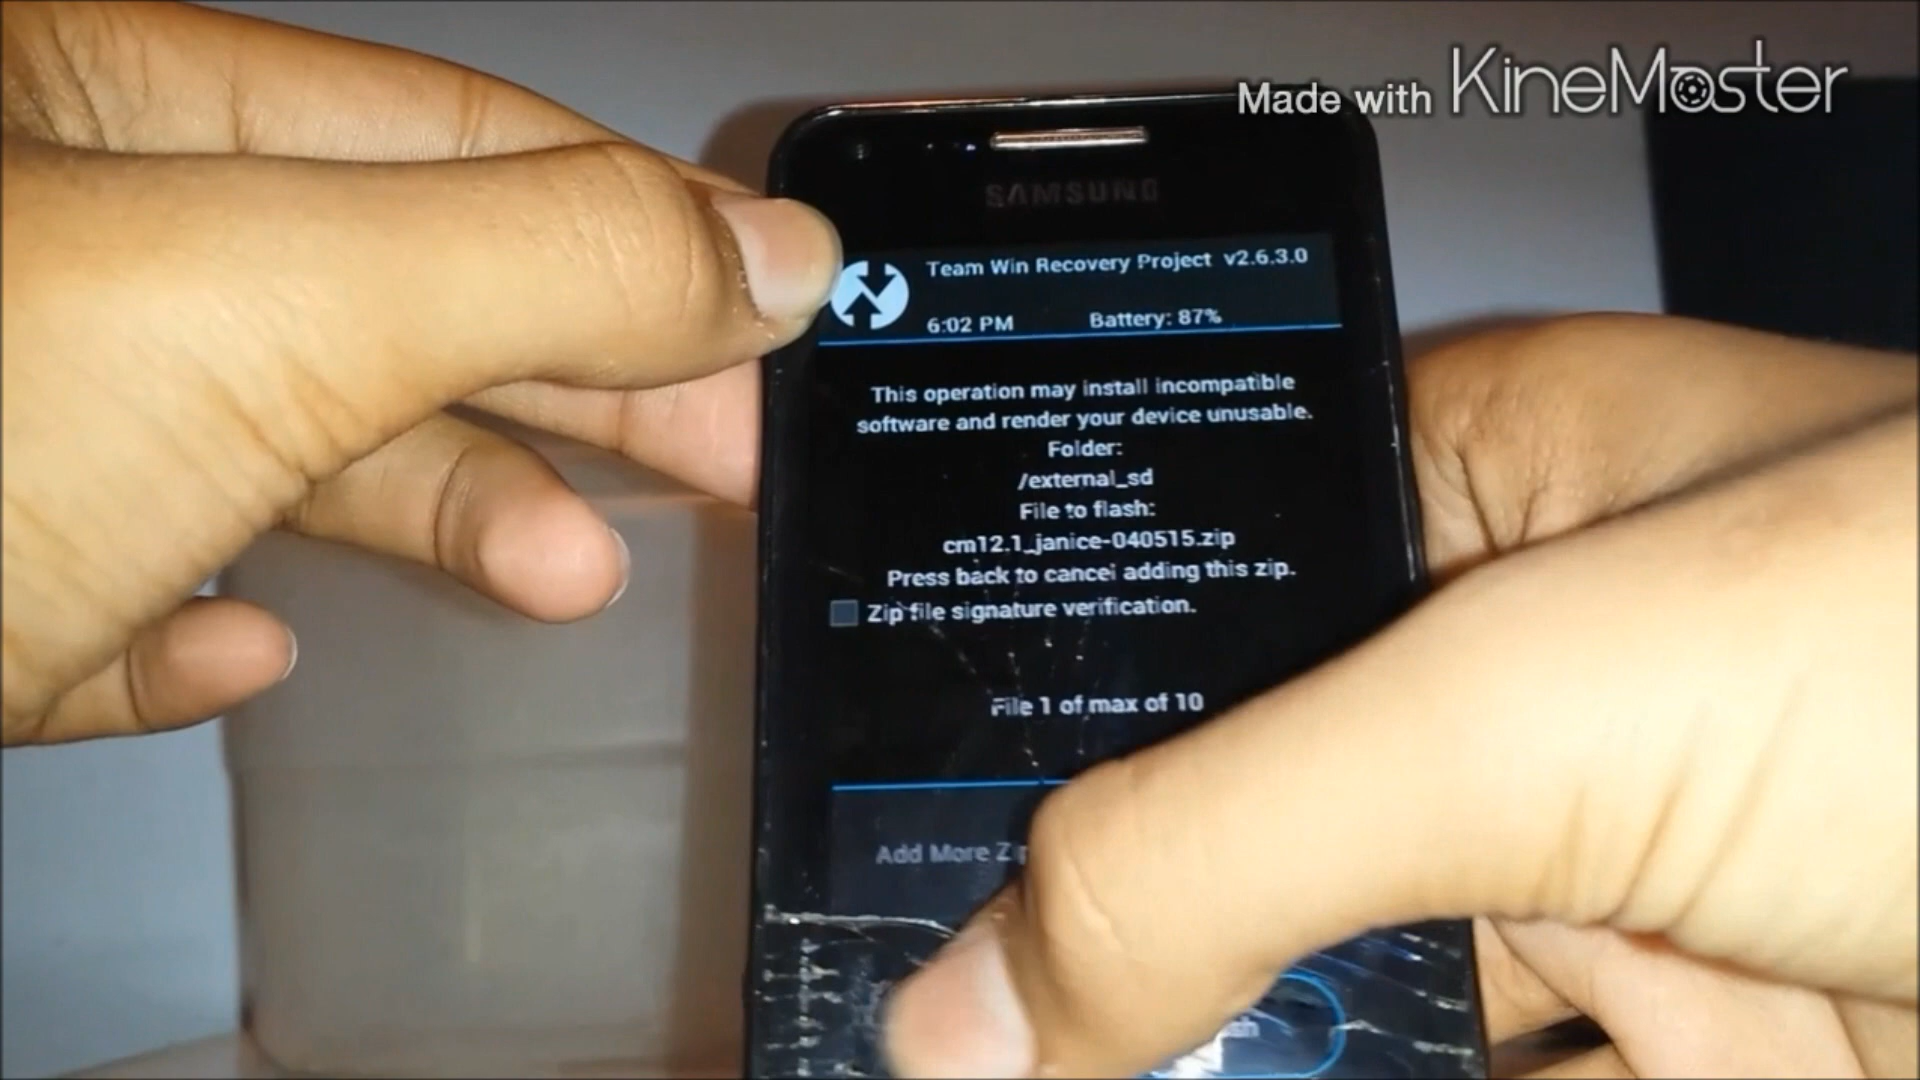 Made with KineMaster
SAMSUNG
Team Win Recovery Project v2.6.3.0
6:02 PM Battery: 87%
This operation may install incompatible
software and render your device unusable.
Folder:
/external_sd
File to flash:
cm12.1_janice-040515.zip
Press back to cancel adding this zip.
Zip file signature verification.
File 1 of max of 10
Add More